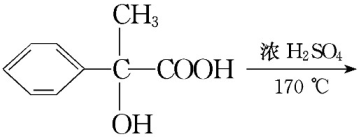 CH₃
C—COOH
浓 H₂SO₄
170 ℃
OH